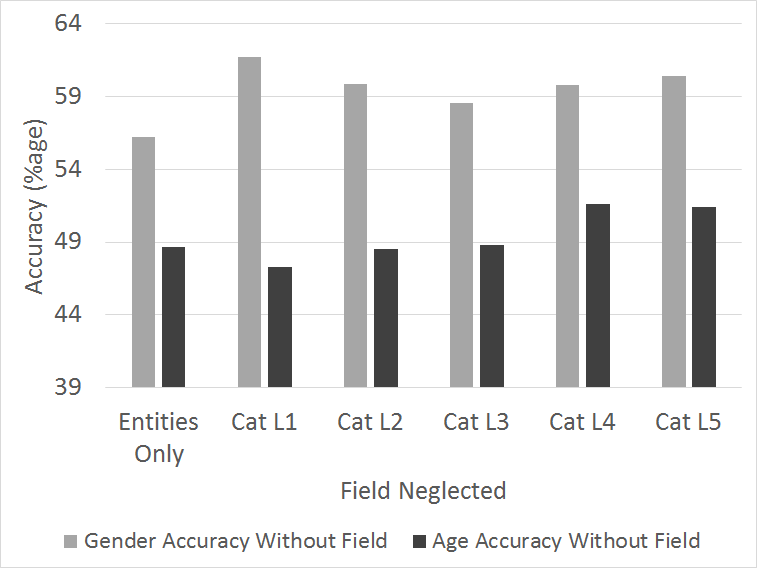 64
59
54
49
44
39
Accuracy (%age)
Entities Only
Cat L1
Cat L2
Cat L3
Cat L4
Cat L5
Field Neglected
Gender Accuracy Without Field
Age Accuracy Without Field